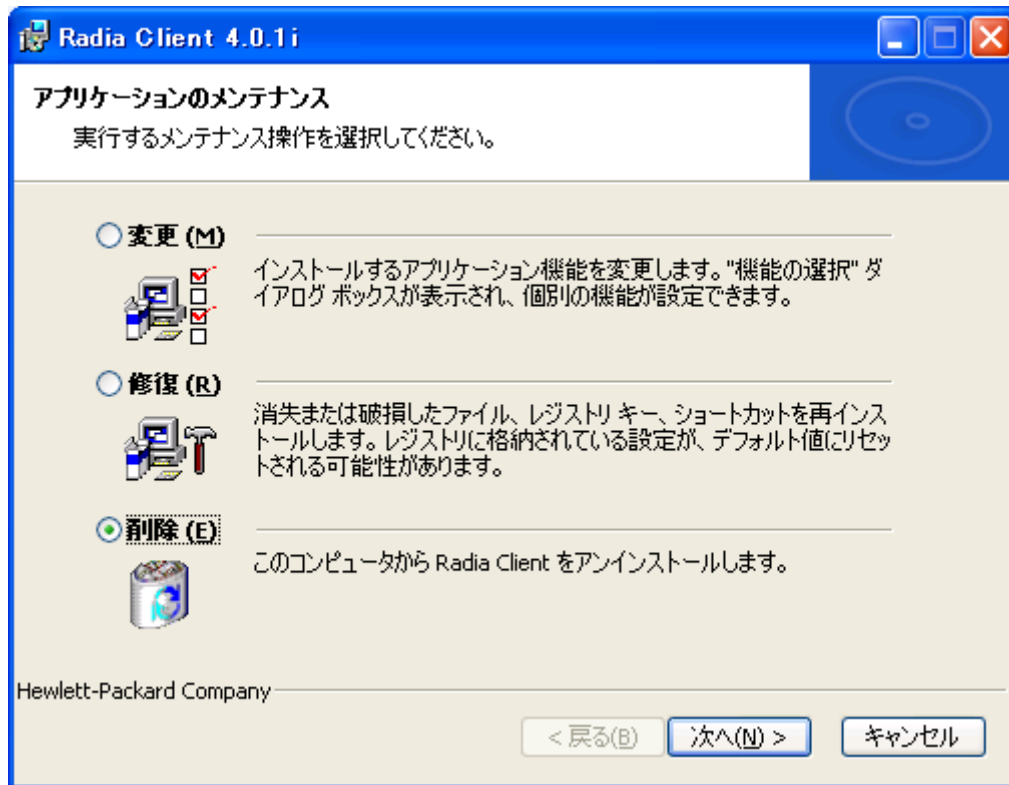 Radia Client 4.0.1i
アプリケーションのメンテナンス
実行するメンテナンス操作を選択してください。
変更 (M)
インストールするアプリケーション機能を変更します。"機能の選択" ダ
イアログ ボックスが表示され、個別の機能が設定できます。
修復 (R)
消失または破損したファイル、レジストリ キー、ショートカットを再インス
トールします。レジストリに格納されている設定が、デフォルト値にリセッ
トされる可能性があります。
削除 (E)
このコンピュータから Radia Client をアンインストールします。
Hewlett-Packard Company
< 戻る(B)
次へ(N) >
キャンセル